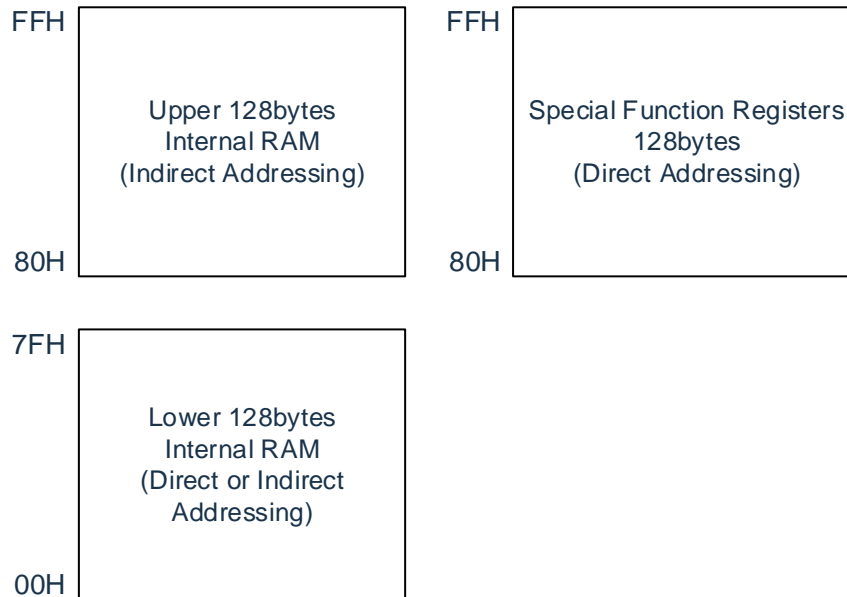 FFH
Upper 128bytes
Internal RAM
(Indirect Addressing)
80H
FFH
Special Function Registers
128bytes
(Direct Addressing)
80H
7FH
Lower 128bytes
Internal RAM
(Direct or Indirect
Addressing)
00H